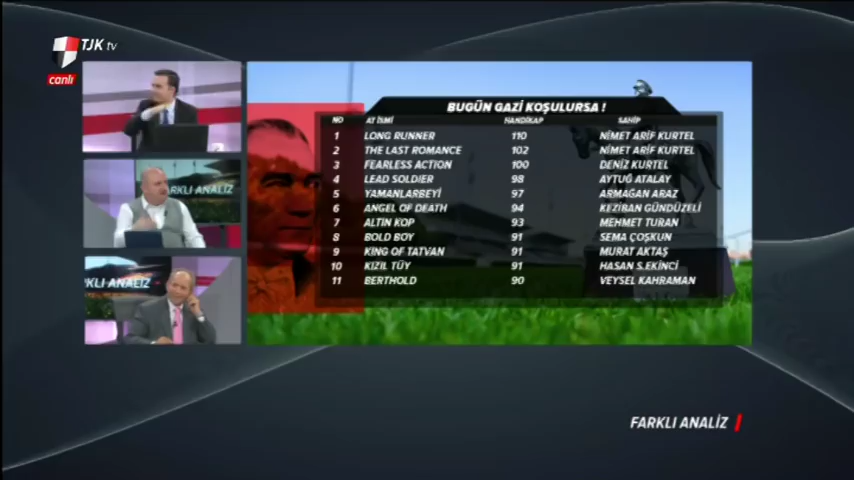 TJK tv
canlı
FARKLI ANALİZ
RKLI ANALİZ
BUGÜN GAZİ KOŞULURSA !
NO AT İSMİ HANDİKAP SAHİP
1 LONG RUNNER 110 NİMET ARİF KURTEL
2 THE LAST ROMANCE 102 NİMET ARİF KURTEL
3 FEARLESS ACTION 100 DENİZ KURTEL
4 LEAD SOLDIER 98 AYTUĞ ATALAY
5 YAMANLARBEYİ 97 ARMAĞAN ARAZ
6 ANGEL OF DEATH 94 KEZİBAN GÜNDÜZELİ
7 ALTIN KOP 93 MEHMET TURAN
8 BOLD BOY 91 SEMA ÇOŞKUN
9 KING OF TATVAN 91 MURAT AKTAŞ
10 KIZIL TÜY 91 HASAN S.EKİNCİ
11 BERTHOLD 90 VEYSEL KAHRAMAN
FARKLI ANALİZ